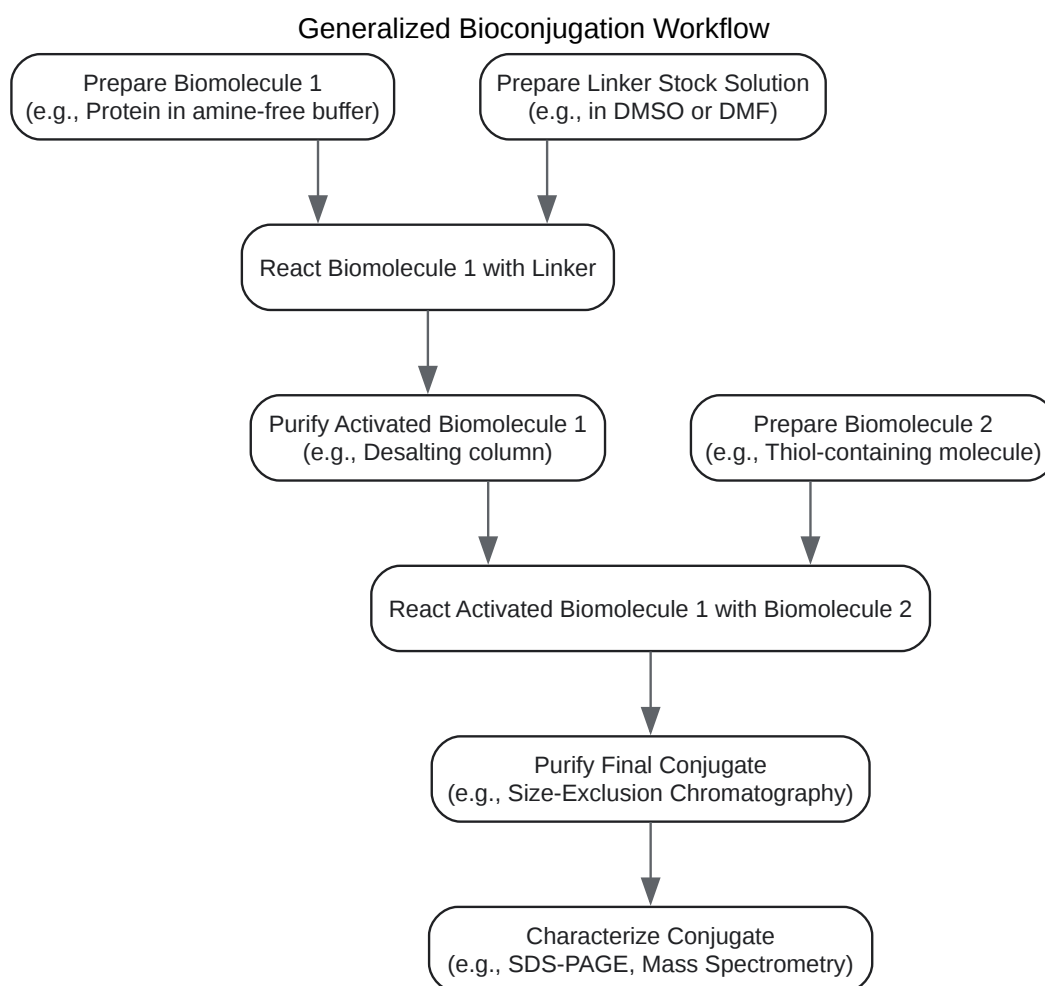 Generalized Bioconjugation Workflow
Prepare Biomolecule 1
(e.g., Protein in amine-free buffer)
Prepare Linker Stock Solution
(e.g., in DMSO or DMF)
React Biomolecule 1 with Linker
Purify Activated Biomolecule 1
(e.g., Desalting column)
Prepare Biomolecule 2
(e.g., Thiol-containing molecule)
React Activated Biomolecule 1 with Biomolecule 2
Purify Final Conjugate
(e.g., Size-Exclusion Chromatography)
Characterize Conjugate
(e.g., SDS-PAGE, Mass Spectrometry)